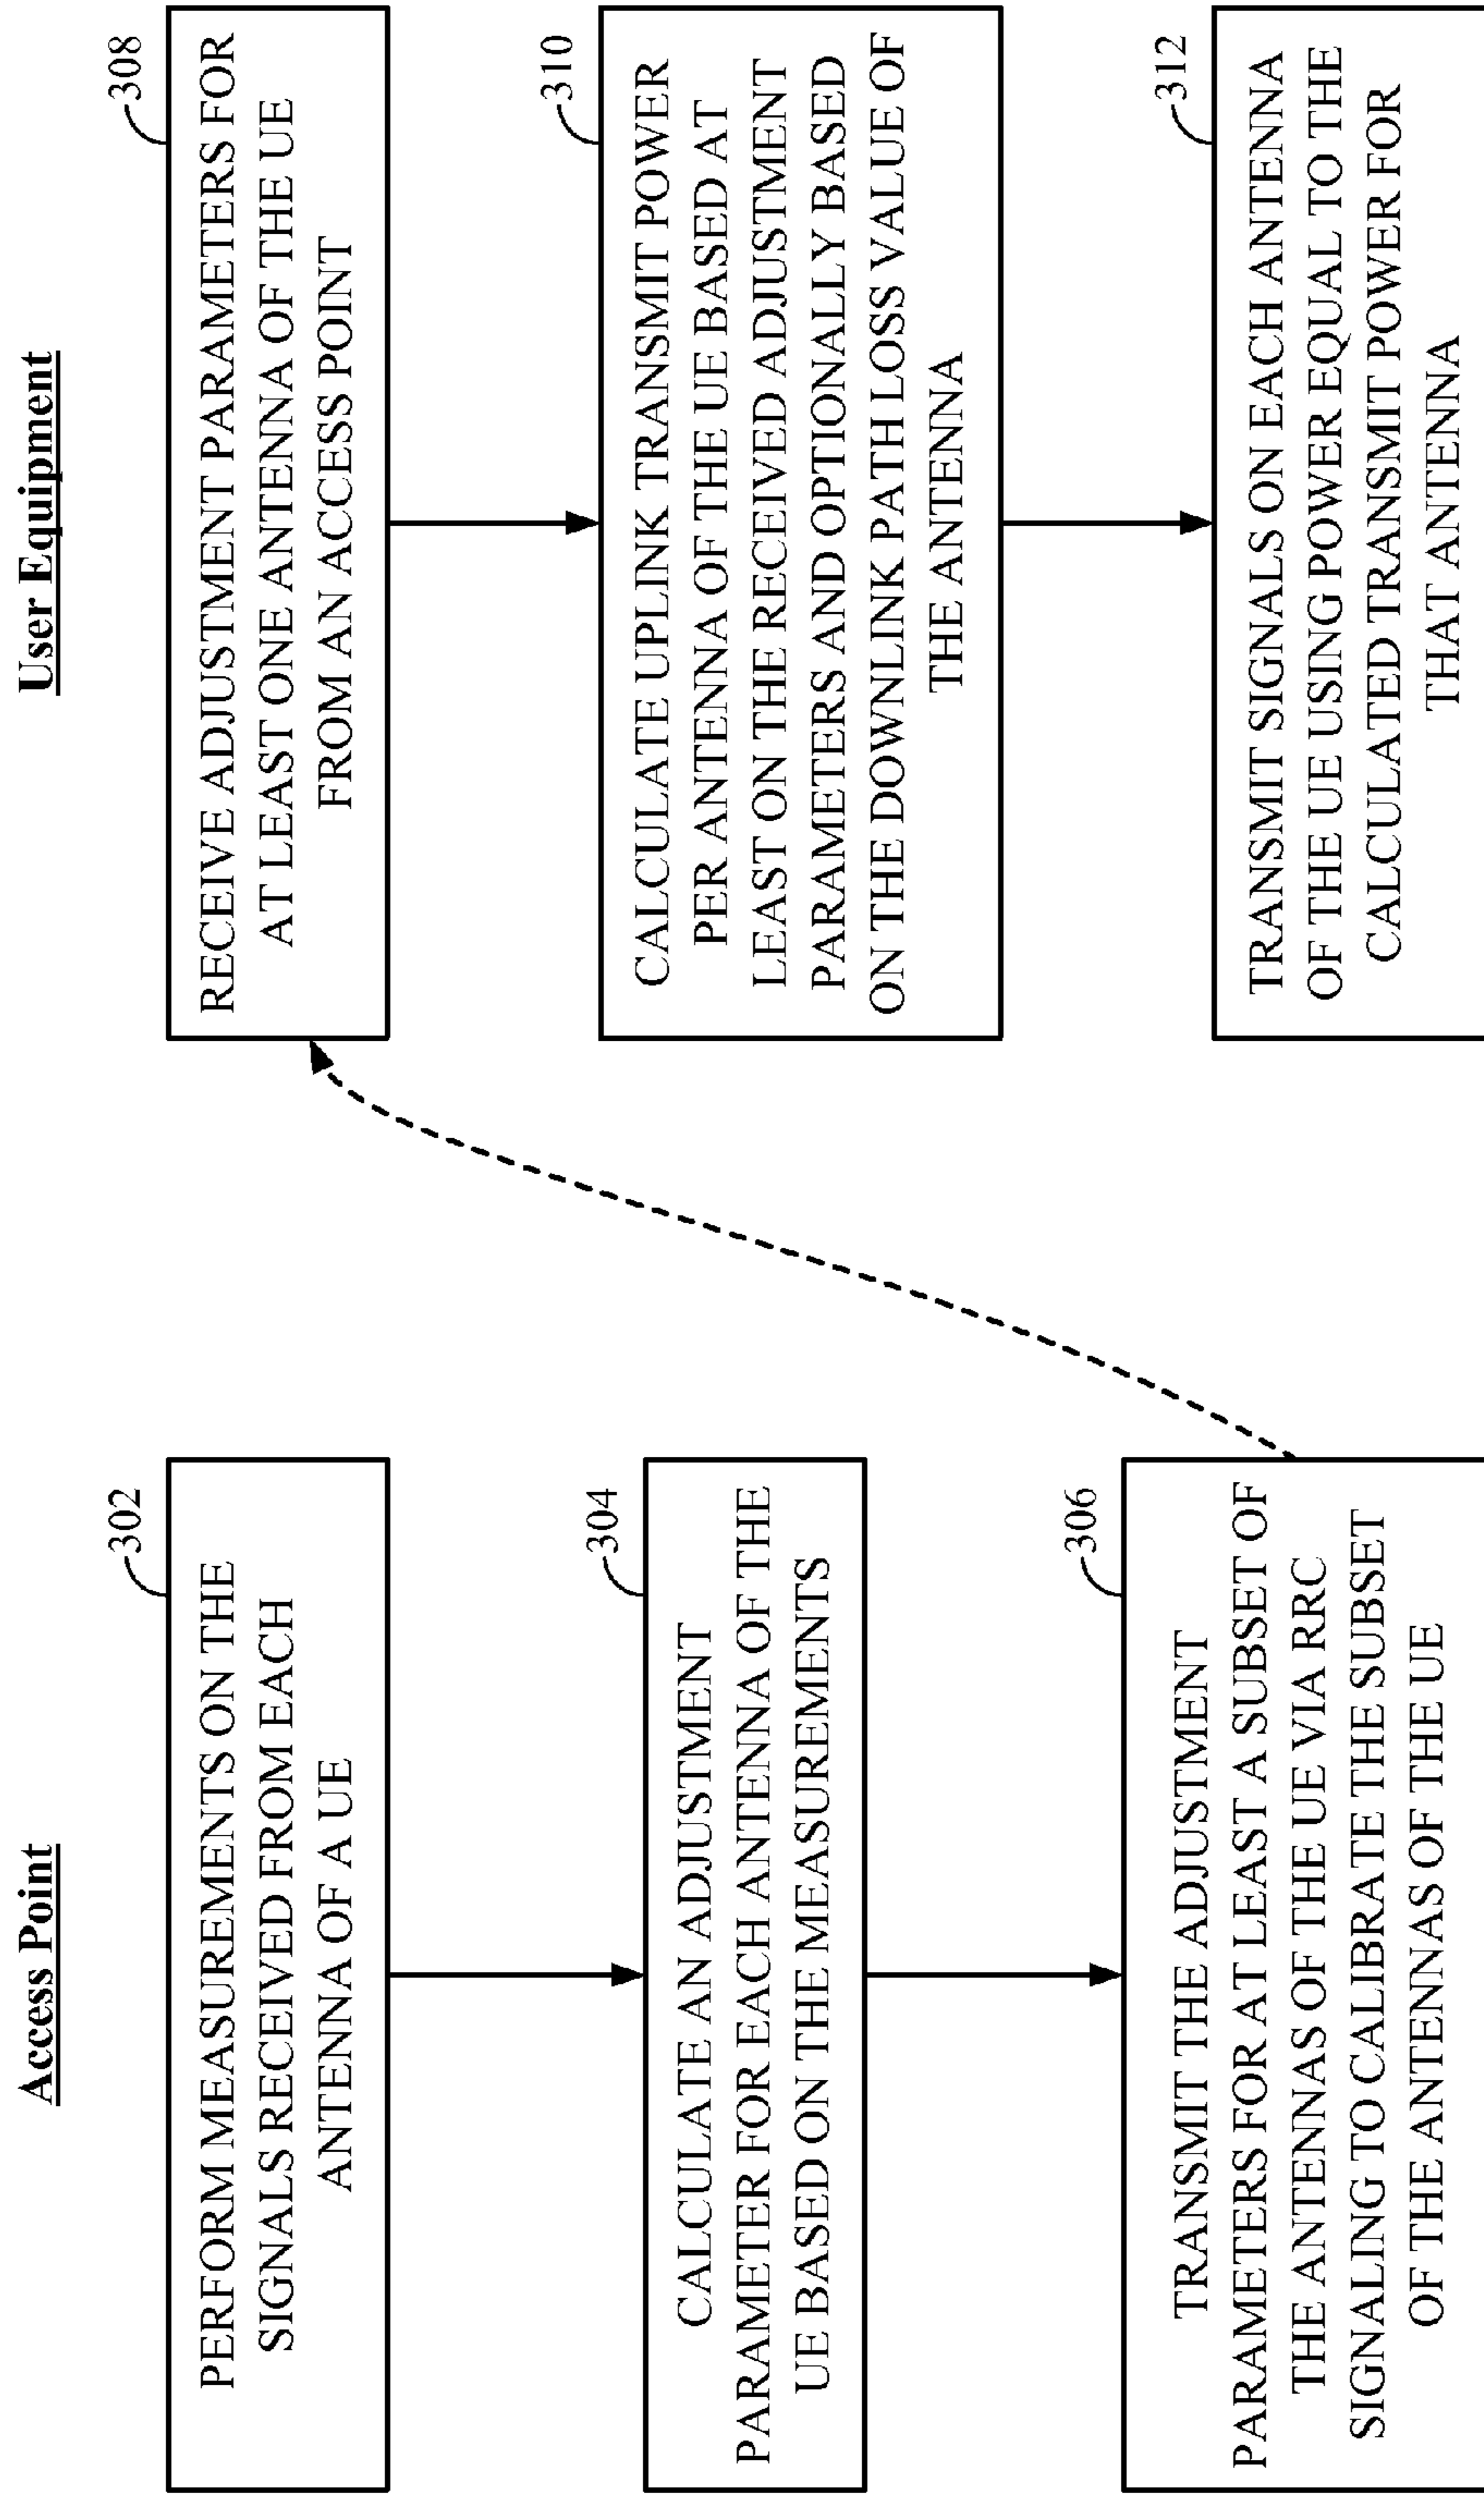 Access Point
302
PERFORM MEASUREMENTS ON THE
SIGNALS RECEIVED FROM EACH
ANTENNA OF A UE
304
CALCULATE AN ADJUSTMENT
PARAMETER FOR EACH ANTENNA OF THE
UE BASED ON THE MEASUREMENTS
306
TRANSMIT THE ADJUSTMENT
PARAMETERS FOR AT LEAST A SUBSET OF
THE ANTENNAS OF THE UE VIA RRC
SIGNALING TO CALIBRATE THE SUBSET
OF THE ANTENNAS OF THE UE
User Equipment
308
RECEIVE ADJUSTMENT PARAMETERS FOR
AT LEAST ONE ANTENNA OF THE UE
FROM AN ACCESS POINT
310
CALCULATE UPLINK TRANSMIT POWER
PER ANTENNA OF THE UE BASED AT
LEAST ON THE RECEIVED ADJUSTMENT
PARAMETERS AND OPTIONALLY BASED
ON THE DOWNLINK PATH LOSS VALUE OF
THE ANTENNA
312
TRANSMIT SIGNALS ON EACH ANTENNA
OF THE UE USING POWER EQUAL TO THE
CALCULATED TRANSMIT POWER FOR
THAT ANTENNA